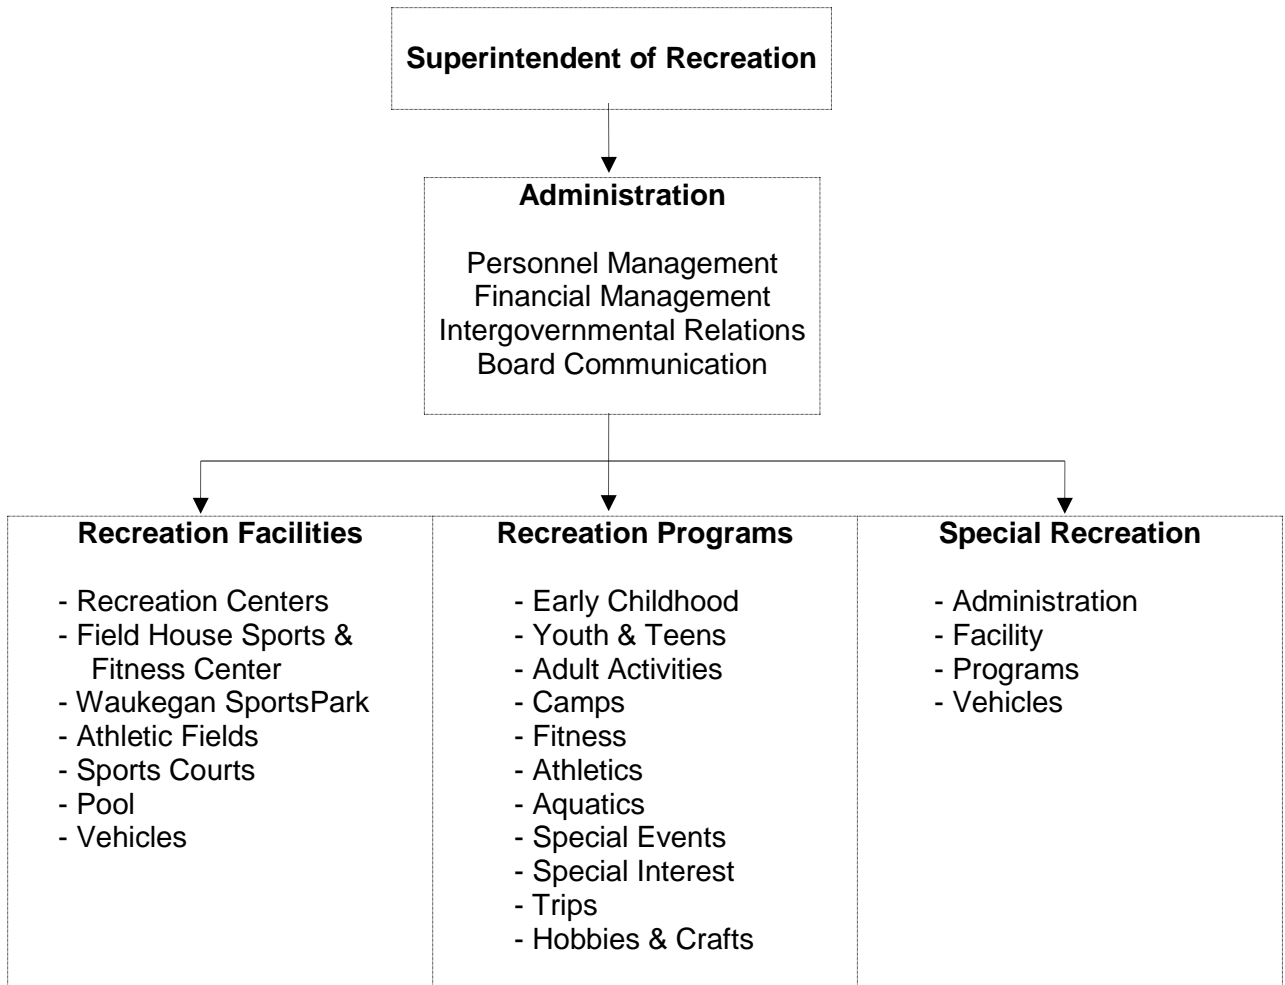 Superintendent of Recreation
Administration
Personnel Management
Financial Management
Intergovernmental Relations
Board Communication
Recreation Facilities
- Recreation Centers
- Field House Sports &
Fitness Center
- Waukegan SportsPark
- Athletic Fields
- Sports Courts
- Pool
- Vehicles
Recreation Programs
- Early Childhood
- Youth & Teens
- Adult Activities
- Camps
- Fitness
- Athletics
- Aquatics
- Special Events
- Special Interest
- Trips
- Hobbies & Crafts
Special Recreation
- Administration
- Facility
- Programs
- Vehicles